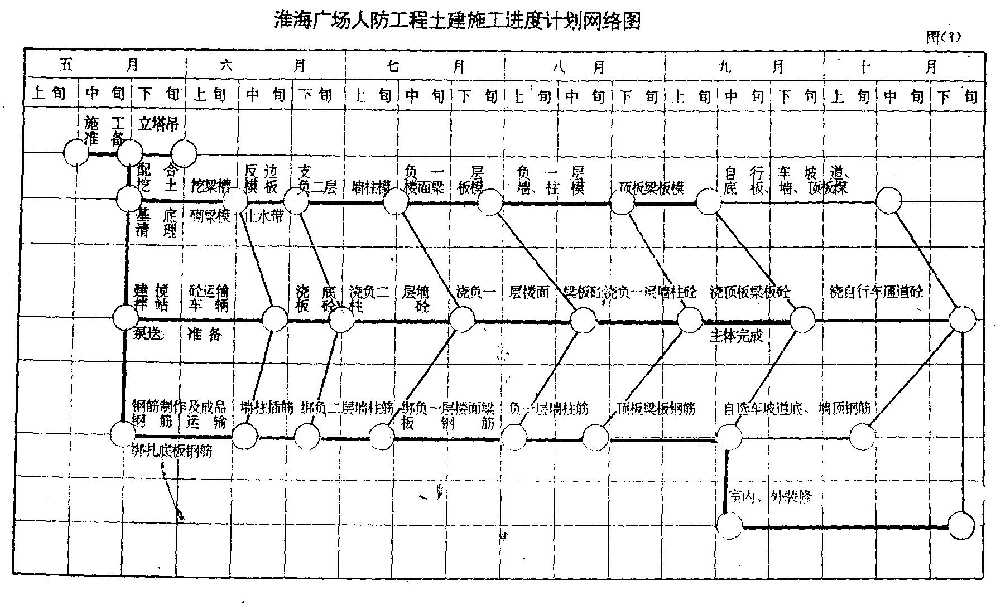 淮海广场人防工程土建施工进度计划网络图
图(1)
五 月 六 月 七 月 八 月 九 月 十 月
上旬 中旬 下旬 上旬 中旬 下旬 上旬 中旬 下旬 上旬 中旬 下旬 上旬 中旬 下旬 上旬 中旬 下旬
施工 立塔吊
准备
配合 反边支 负一层 负一层 自行车坡道、
挖土 挖梁槽 模板 负二层 墙柱模 楼面梁 板模 墙、柱模 顶板梁板模 底板、墙、顶板
基底 砌梁模 止水带
清理
建搅 砼运输 浇底 浇负二层墙 浇负一层楼面梁板砼 浇负一层墙柱砼 浇顶板梁板砼 浇自行车通道砼
拌站 车辆 板砼 柱砼
泵送 准备 主体完成
钢筋制作及成品 墙柱插筋 绑负二层墙柱筋 绑负一层楼面梁 负一层墙柱筋 顶板梁板钢筋 车坡道底、墙顶钢筋
钢筋运输 板钢筋
绑扎底板钢筋
室内、外装修